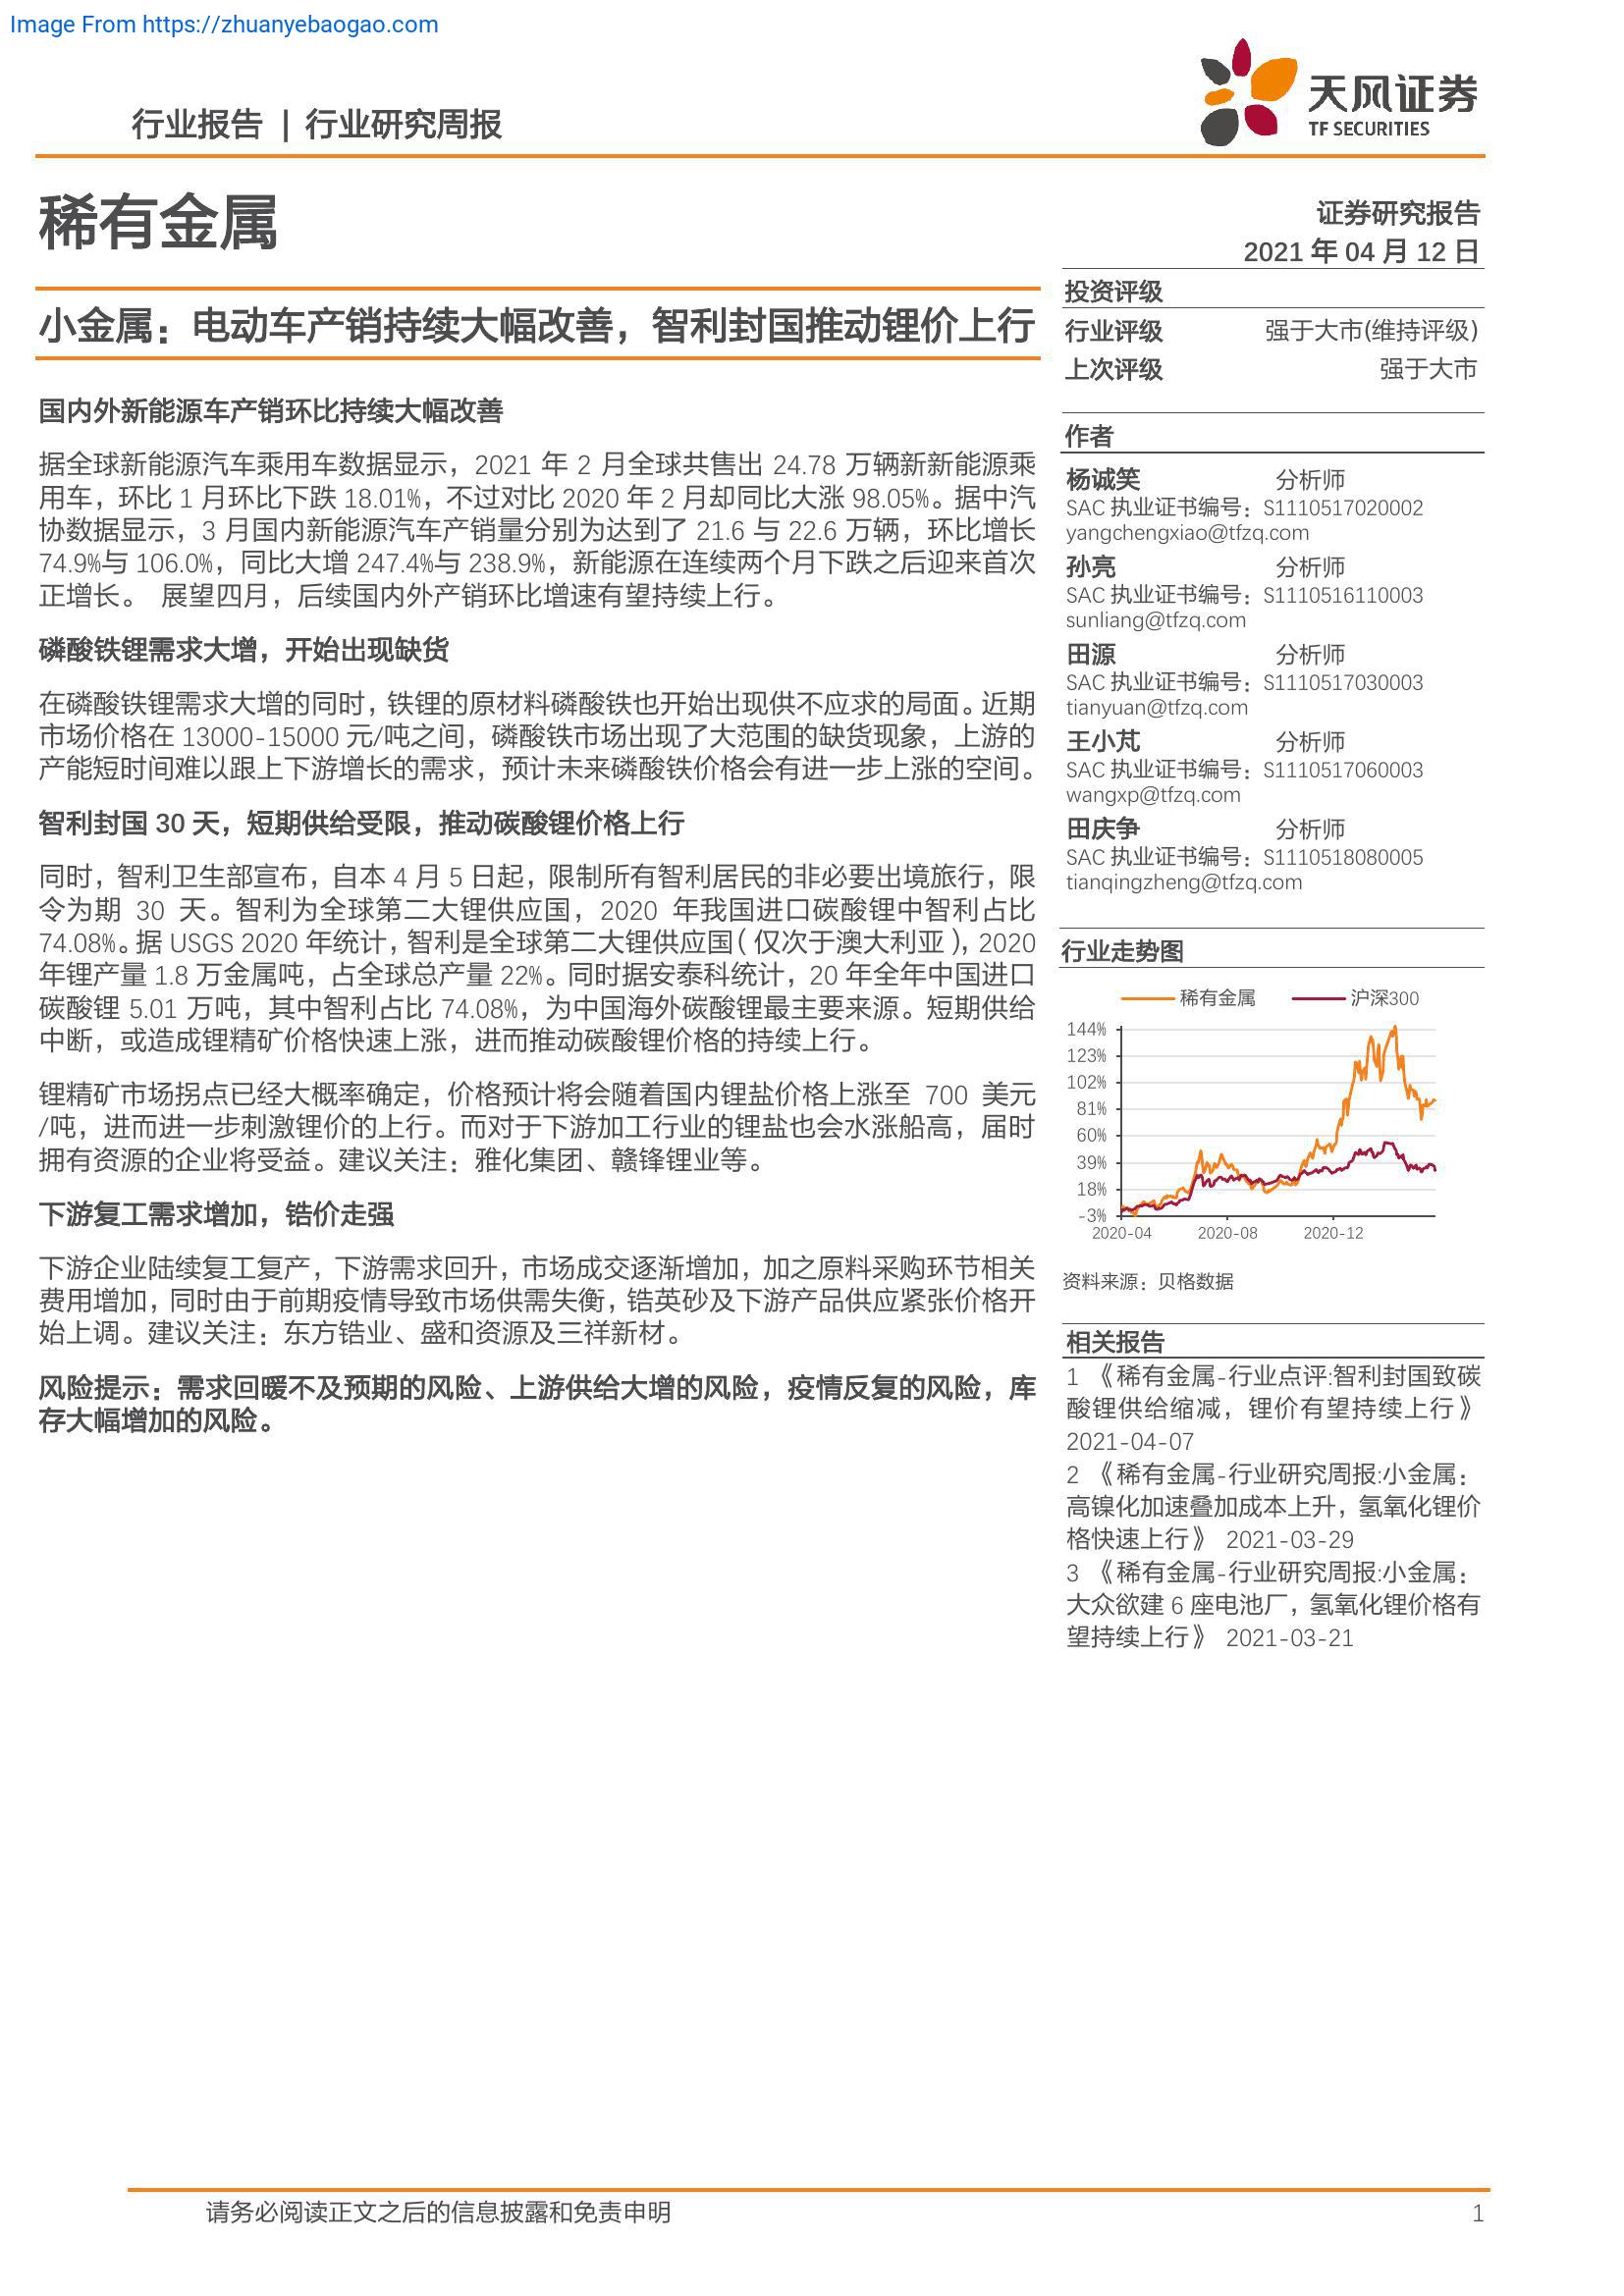 Image From https://zhuanyebaogao.com
行业报告 | 行业研究周报
天风证券
TF SECURITIES
稀有金属
证券研究报告
2021 年 04 月 12 日
小金属：电动车产销持续大幅改善，智利封国推动锂价上行
国内外新能源车产销环比持续大幅改善
据全球新能源汽车乘用车数据显示，2021 年 2 月全球共售出 24.78 万辆新新能源乘
用车，环比 1 月环比下跌 18.01%，不过对比 2020 年 2 月却同比大涨 98.05%。据中汽
协数据显示，3 月国内新能源汽车产销量分别为达到了 21.6 与 22.6 万辆，环比增长
74.9%与 106.0%，同比大增 247.4%与 238.9%，新能源在连续两个月下跌之后迎来首次
正增长。 展望四月，后续国内外产销环比增速有望持续上行。
磷酸铁锂需求大增，开始出现缺货
在磷酸铁锂需求大增的同时，铁锂的原材料磷酸铁也开始出现供不应求的局面。近期
市场价格在 13000-15000 元/吨之间，磷酸铁市场出现了大范围的缺货现象，上游的
产能短时间难以跟上下游增长的需求，预计未来磷酸铁价格会有进一步上涨的空间。
智利封国 30 天，短期供给受限，推动碳酸锂价格上行
同时，智利卫生部宣布，自本 4 月 5 日起，限制所有智利居民的非必要出境旅行，限
令为期 30 天。智利为全球第二大锂供应国，2020 年我国进口碳酸锂中智利占比
74.08%。据 USGS 2020 年统计，智利是全球第二大锂供应国（仅次于澳大利亚），2020
年锂产量 1.8 万金属吨，占全球总产量 22%。同时据安泰科统计，20 年全年中国进口
碳酸锂 5.01 万吨，其中智利占比 74.08%，为中国海外碳酸锂最主要来源。短期供给
中断，或造成锂精矿价格快速上涨，进而推动碳酸锂价格的持续上行。
锂精矿市场拐点已经大概率确定，价格预计将会随着国内锂盐价格上涨至 700 美元
/吨，进而进一步刺激锂价的上行。而对于下游加工行业的锂盐也会水涨船高，届时
拥有资源的企业将受益。建议关注：雅化集团、赣锋锂业等。
下游复工需求增加，锆价走强
下游企业陆续复工复产，下游需求回升，市场成交逐渐增加，加之原料采购环节相关
费用增加，同时由于前期疫情导致市场供需失衡，锆英砂及下游产品供应紧张价格开
始上调。建议关注：东方锆业、盛和资源及三祥新材。
风险提示：需求回暖不及预期的风险、上游供给大增的风险，疫情反复的风险，库
存大幅增加的风险。
投资评级
行业评级 强于大市(维持评级)
上次评级 强于大市
作者
杨诚笑 分析师
SAC 执业证书编号：S1110517020002
yangchengxiao@tfzq.com
孙亮 分析师
SAC 执业证书编号：S1110516110003
sunliang@tfzq.com
田源 分析师
SAC 执业证书编号：S1110517030003
tianyuan@tfzq.com
王小芃 分析师
SAC 执业证书编号：S1110517060003
wangxp@tfzq.com
田庆争 分析师
SAC 执业证书编号：S1110518080005
tianqingzheng@tfzq.com
行业走势图
稀有金属 沪深300
144%
123%
102%
81%
60%
39%
18%
-3%
2020-04 2020-08 2020-12
资料来源：贝格数据
相关报告
1 《稀有金属-行业点评:智利封国致碳
酸锂供给缩减，锂价有望持续上行》
2021-04-07
2 《稀有金属-行业研究周报:小金属：
高镍化加速叠加成本上升，氢氧化锂价
格快速上行》 2021-03-29
3 《稀有金属-行业研究周报:小金属：
大众欲建 6 座电池厂，氢氧化锂价格有
望持续上行》 2021-03-21
请务必阅读正文之后的信息披露和免责申明 1